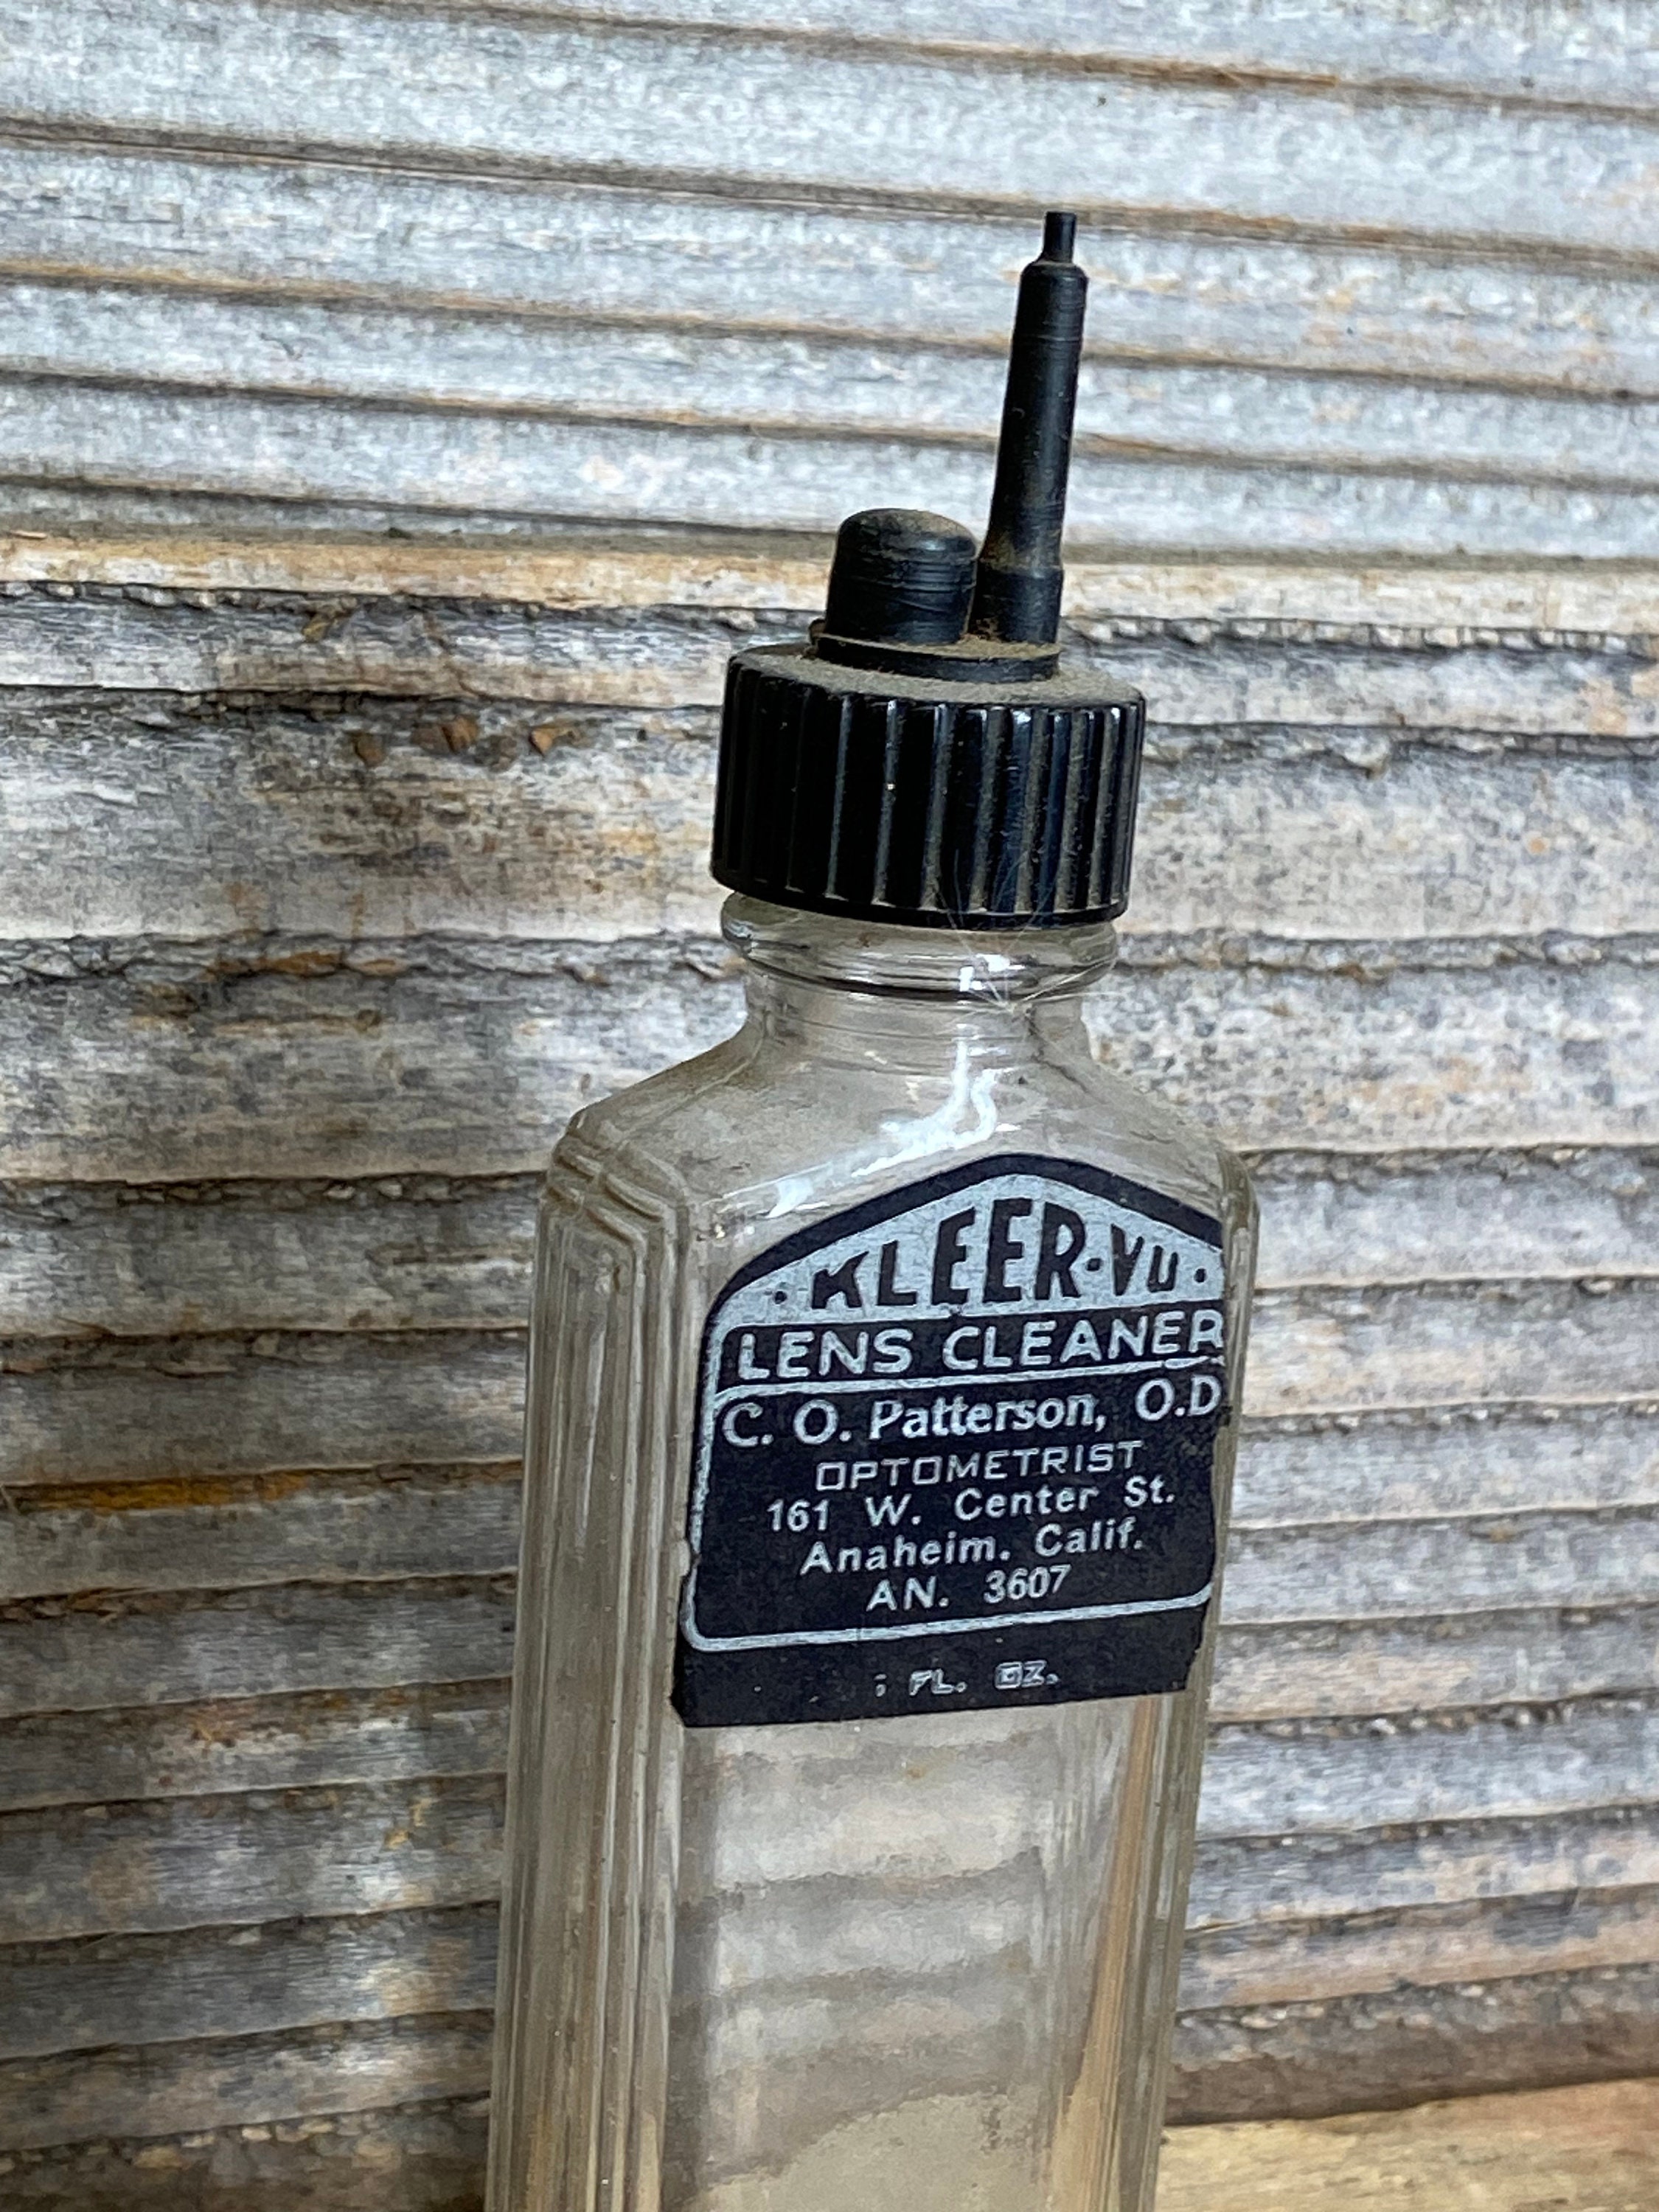 ·KLEER·VU·
LENS CLEANER
C. O. Patterson, O.D
OPTOMETRIST
161 W. Center St.
Anaheim. Calif.
AN. 3607
FL. OZ.